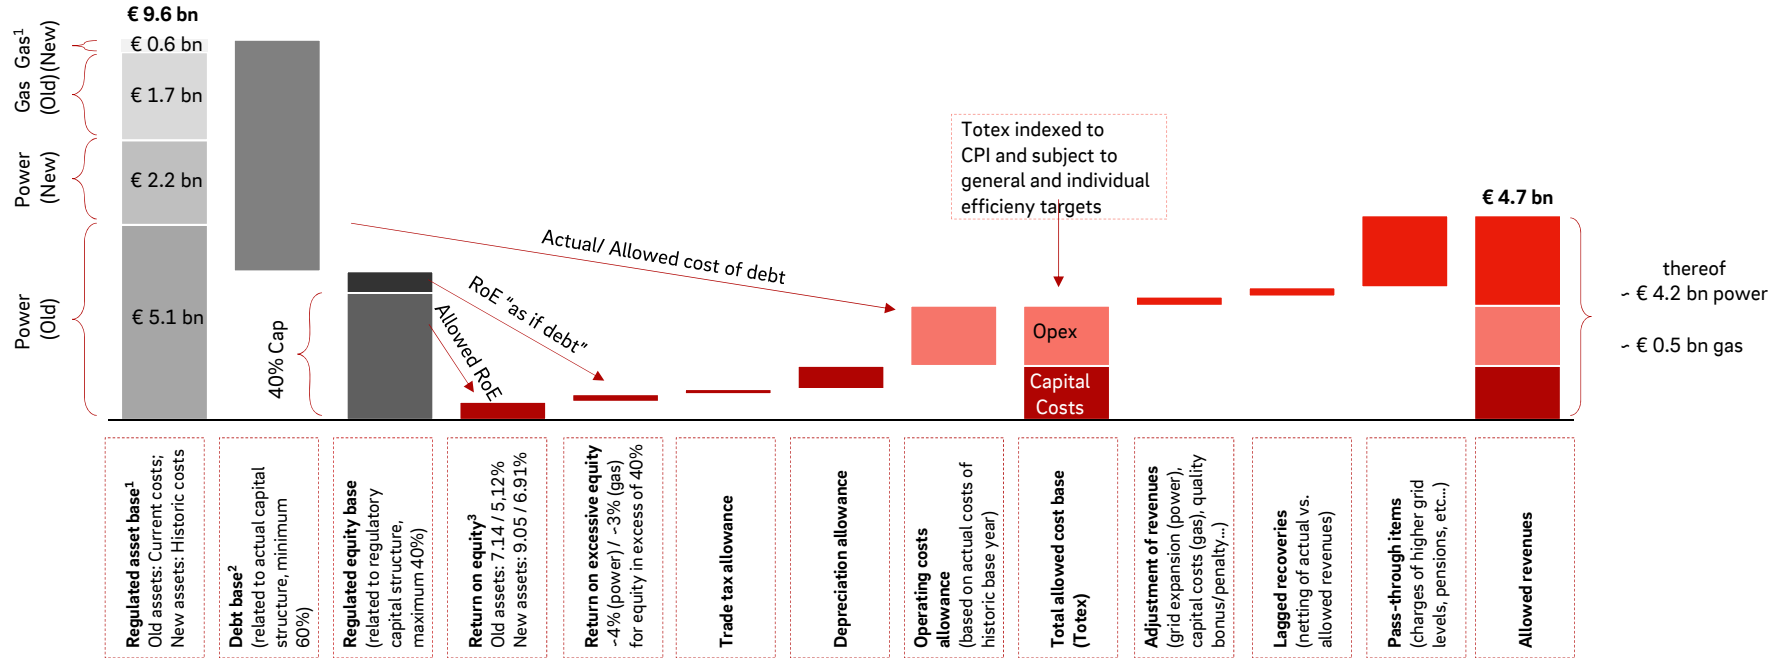 € 9.6 bn
Gas¹
(New)
€ 0.6 bn
Gas
(Old)
€ 1.7 bn
Power
(New)
€ 2.2 bn
Power
(Old)
€ 5.1 bn
40% Cap
Actual/ Allowed cost of debt
RoE "as if debt"
Allowed RoE
Totex indexed to
CPI and subject to
general and individual
efficieny targets
Opex
Capital
Costs
€ 4.7 bn
thereof
~ € 4.2 bn power
~ € 0.5 bn gas
Regulated asset base¹
Old assets: Current costs;
New assets: Historic costs
Debt base²
(related to actual capital
structure, minimum
60%)
Regulated equity base
(related to regulatory
capital structure,
maximum 40%)
Return on equity³
Old assets: 7.14 / 5,12%
New assets: 9.05 / 6.91%
Return on excessive equity
~4% (power) / ~3% (gas)
for equity in excess of 40%
Trade tax allowance
Depreciation allowance
Operating costs
allowance
(based on actual costs of
historic base year)
Total allowed cost base
(Totex)
Adjustment of revenues
(grid expansion (power),
capital costs (gas), quality
bonus/penalty...)
Lagged recoveries
(netting of actual vs.
allowed revenues)
Pass-through items
(charges of higher grid
levels, pensions, etc...)
Allowed revenues